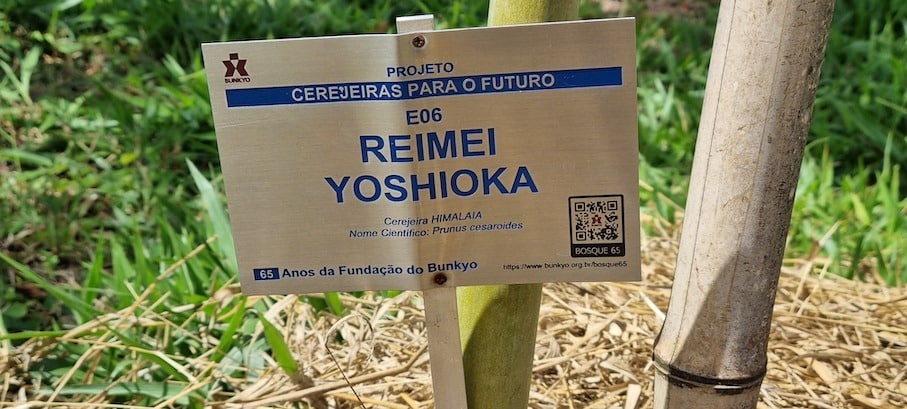 BUNKYO
PROJETO
CEREJEIRAS PARA O FUTURO
E06
REIMEI
YOSHIOKA
Cerejeira HIMALAIA
Nome Científico: Prunus cesaroides
BOSQUE 65
65 Anos da Fundação do Bunkyo
https://www.bunkyo.org.br/bosque65